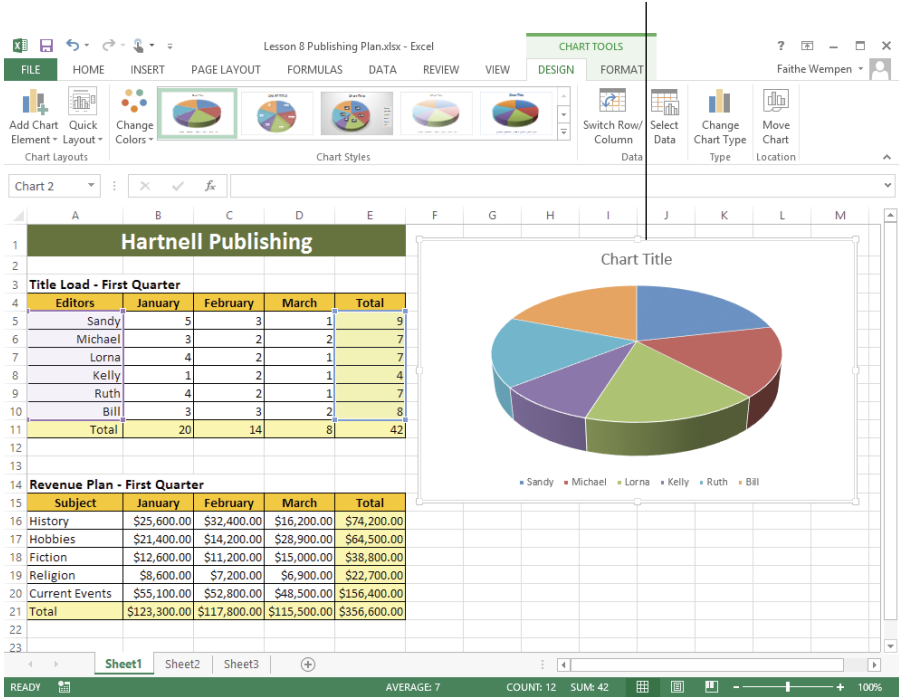 Lesson 8 Publishing Plan.xlsx - Excel
CHART TOOLS
?
FILE HOME INSERT PAGE LAYOUT FORMULAS DATA REVIEW VIEW DESIGN FORMAT
Faithe Wempen
Add Chart Element
Quick Layout
Change Colors
Switch Row/ Column
Select Data
Change Chart Type
Move Chart
Chart Layouts
Chart Styles
Data
Type
Location
Chart 2
fx
A B C D E F G H I J K L M
1 Hartnell Publishing
2
3 Title Load - First Quarter
4 Editors January February March Total
5 Sandy 5 3 1 9
6 Michael 3 2 2 7
7 Lorna 4 2 1 7
8 Kelly 1 2 1 4
9 Ruth 4 2 1 7
10 Bill 3 3 2 8
11 Total 20 14 8 42
12
13
14 Revenue Plan - First Quarter
15 Subject January February March Total
16 History $25,600.00 $32,400.00 $16,200.00 $74,200.00
17 Hobbies $21,400.00 $14,200.00 $28,900.00 $64,500.00
18 Fiction $12,600.00 $11,200.00 $15,000.00 $38,800.00
19 Religion $8,600.00 $7,200.00 $6,900.00 $22,700.00
20 Current Events $55,100.00 $52,800.00 $48,500.00 $156,400.00
21 Total $123,300.00 $117,800.00 $115,500.00 $356,600.00
22
23
Chart Title
Sandy Michael Lorna Kelly Ruth Bill
Sheet1 Sheet2 Sheet3
READY
AVERAGE: 7 COUNT: 12 SUM: 42
100%